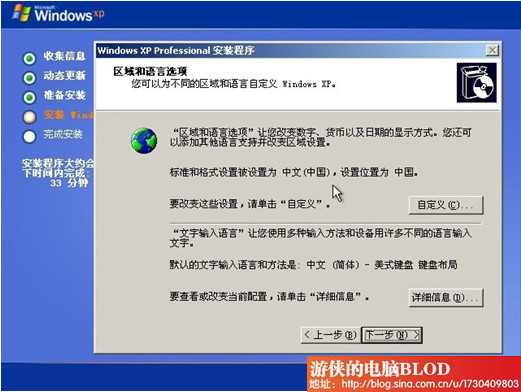 Microsoft
Windows xp
收集信息
动态更新
准备安装
安装 Wind
完成安装
安装程序大约会
下时间内完成:
33 分钟
Windows XP Professional 安装程序
区域和语言选项
您可以为不同的区域和语言自定义 Windows XP。
“区域和语言选项”让您改变数字、货币以及日期的显示方式。您还可
以添加其他语言支持并改变区域设置。
标准和格式设置被设置为 中文(中国)，设置位置为 中国。
要改变这些设置，请单击“自定义”。
自定义(C)...
“文字输入语言”让您使用多种输入方法和设备用许多不同的语言输入
文字。
默认的文字输入语言和方法是: 中文 (简体) - 美式键盘 键盘布局
要查看或改变当前配置，请单击“详细信息”。
详细信息(D)...
< 上一步(B)
下一步(N) >
游侠的电脑BLOD
地址: http://blog.sina.com.cn/u/1730409803